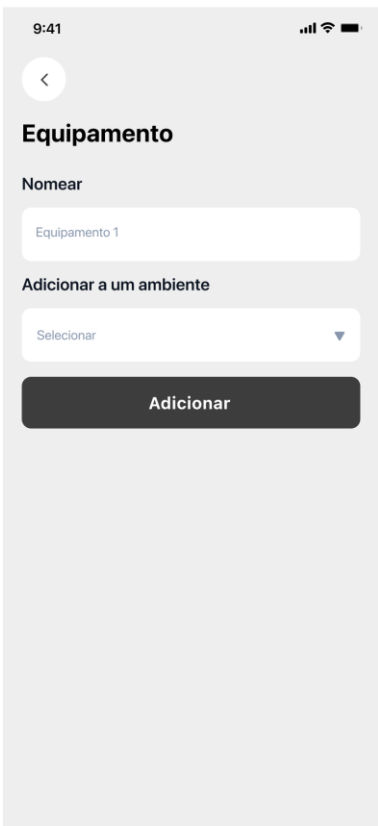 9:41
Equipamento
Nomear
Equipamento 1
Adicionar a um ambiente
Selecionar
Adicionar